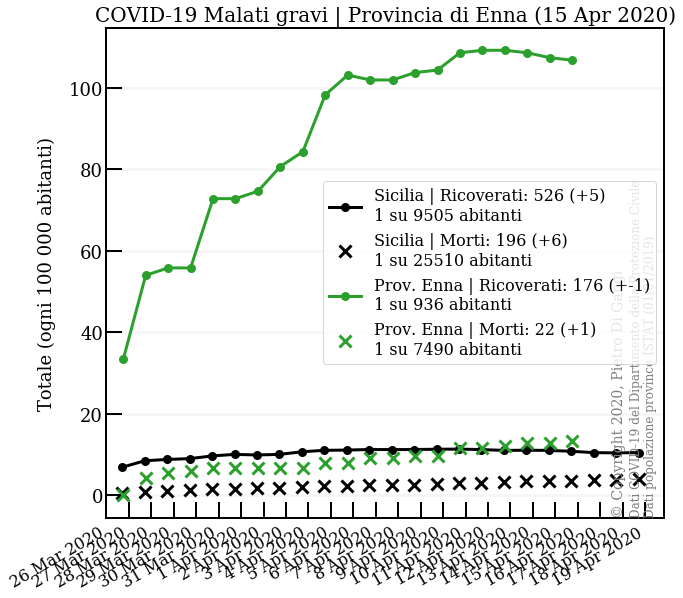 COVID-19 Malati gravi | Provincia di Enna (15 Apr 2020)
Totale (ogni 100 000 abitanti)
100
80
60
40
20
0
Sicilia | Ricoverati: 526 (+5)
1 su 9505 abitanti
Sicilia | Morti: 196 (+6)
1 su 25510 abitanti
Prov. Enna | Ricoverati: 176 (+-1)
1 su 936 abitanti
Prov. Enna | Morti: 22 (+1)
1 su 7490 abitanti
© Copyright 2020, Pietro Di
Dati COVID-19 del Dipartimento della Protezione Civile
Dati popolazione province ISTAT
26 Mar 2020
27 Mar 2020
28 Mar 2020
29 Mar 2020
30 Mar 2020
31 Mar 2020
1 Apr 2020
2 Apr 2020
3 Apr 2020
4 Apr 2020
5 Apr 2020
6 Apr 2020
7 Apr 2020
8 Apr 2020
9 Apr 2020
10 Apr 2020
11 Apr 2020
12 Apr 2020
13 Apr 2020
14 Apr 2020
15 Apr 2020
16 Apr 2020
17 Apr 2020
18 Apr 2020
19 Apr 2020